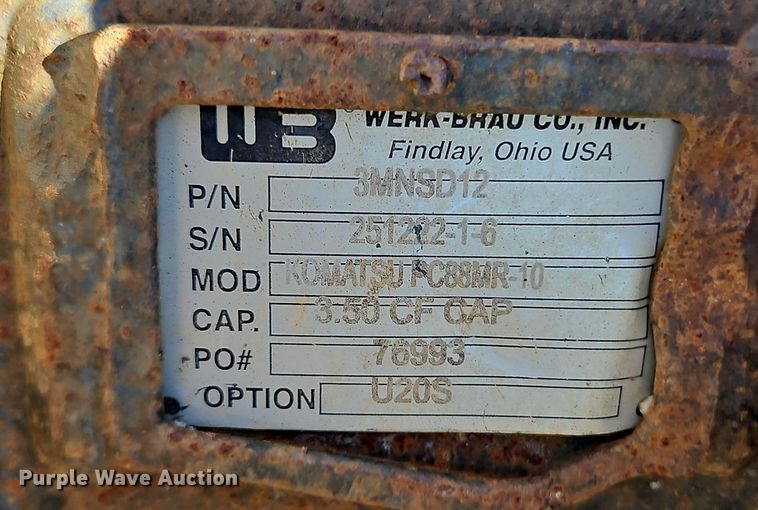 WB
WERK-BRAU CO., INC.
Findlay, Ohio USA
P/N 3MNSD12
S/N 251222-1-6
MOD KOMATSU PC88MR-10
CAP. 3.50 CF CAP
PO# 76993
OPTION U20S
Purple Wave Auction